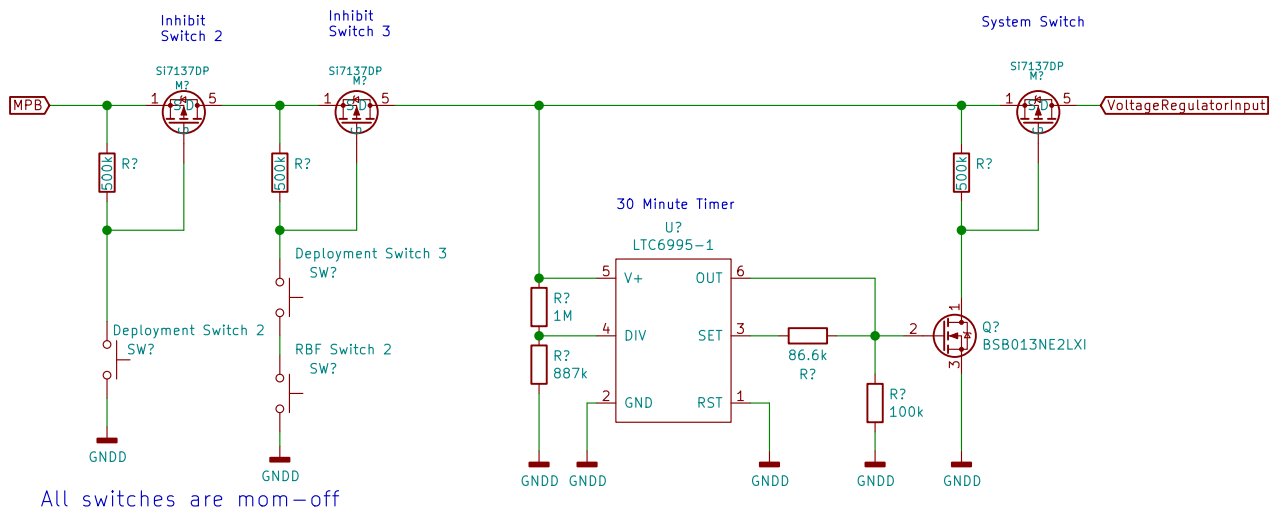 Inhibit
Switch 2
Inhibit
Switch 3
System Switch
Si7137DP
M?
Si7137DP
M?
Si7137DP
M?
MPB
1
S
D
5
G
1
S
D
5
G
1
S
D
5
G
VoltageRegulatorInput
500k
R?
500k
R?
500k
R?
30 Minute Timer
U?
LTC6995-1
Deployment Switch 3
SW?
5
V+
OUT
6
R?
1M
1
Deployment Switch 2
SW?
4
DIV
SET
3
2
Q?
BSB013NE2LXI
RBF Switch 2
SW?
R?
887k
86.6k
R?
3
2
GND
RST
1
R?
100k
GNDD
GNDD
GNDD
GNDD
GNDD
GNDD
GNDD
All switches are mom-off